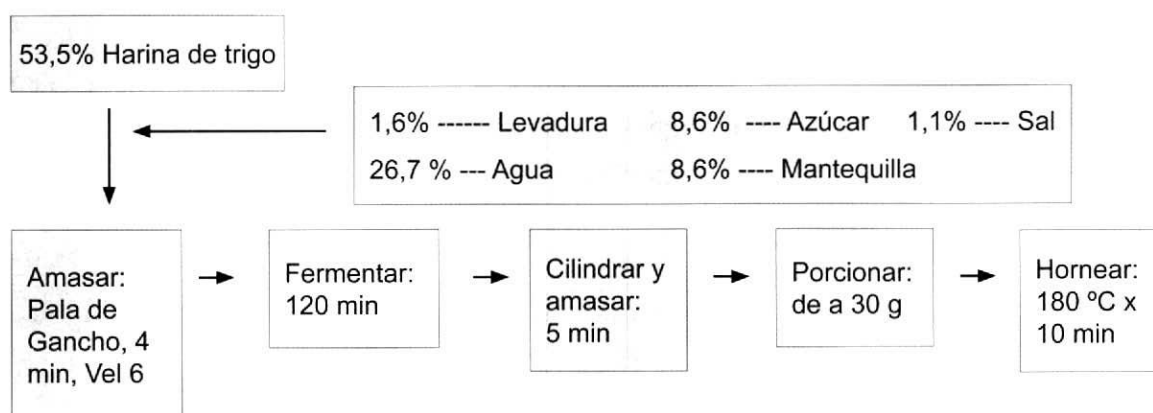 53,5% Harina de trigo
1,6% ------ Levadura 8,6% ---- Azúcar 1,1% ---- Sal
26,7 % --- Agua 8,6% ---- Mantequilla
Amasar:
Pala de
Gancho, 4
min, Vel 6
Fermentar:
120 min
Cilindrar y
amasar:
5 min
Porcionar:
de a 30 g
Hornear:
180 ºC x
10 min